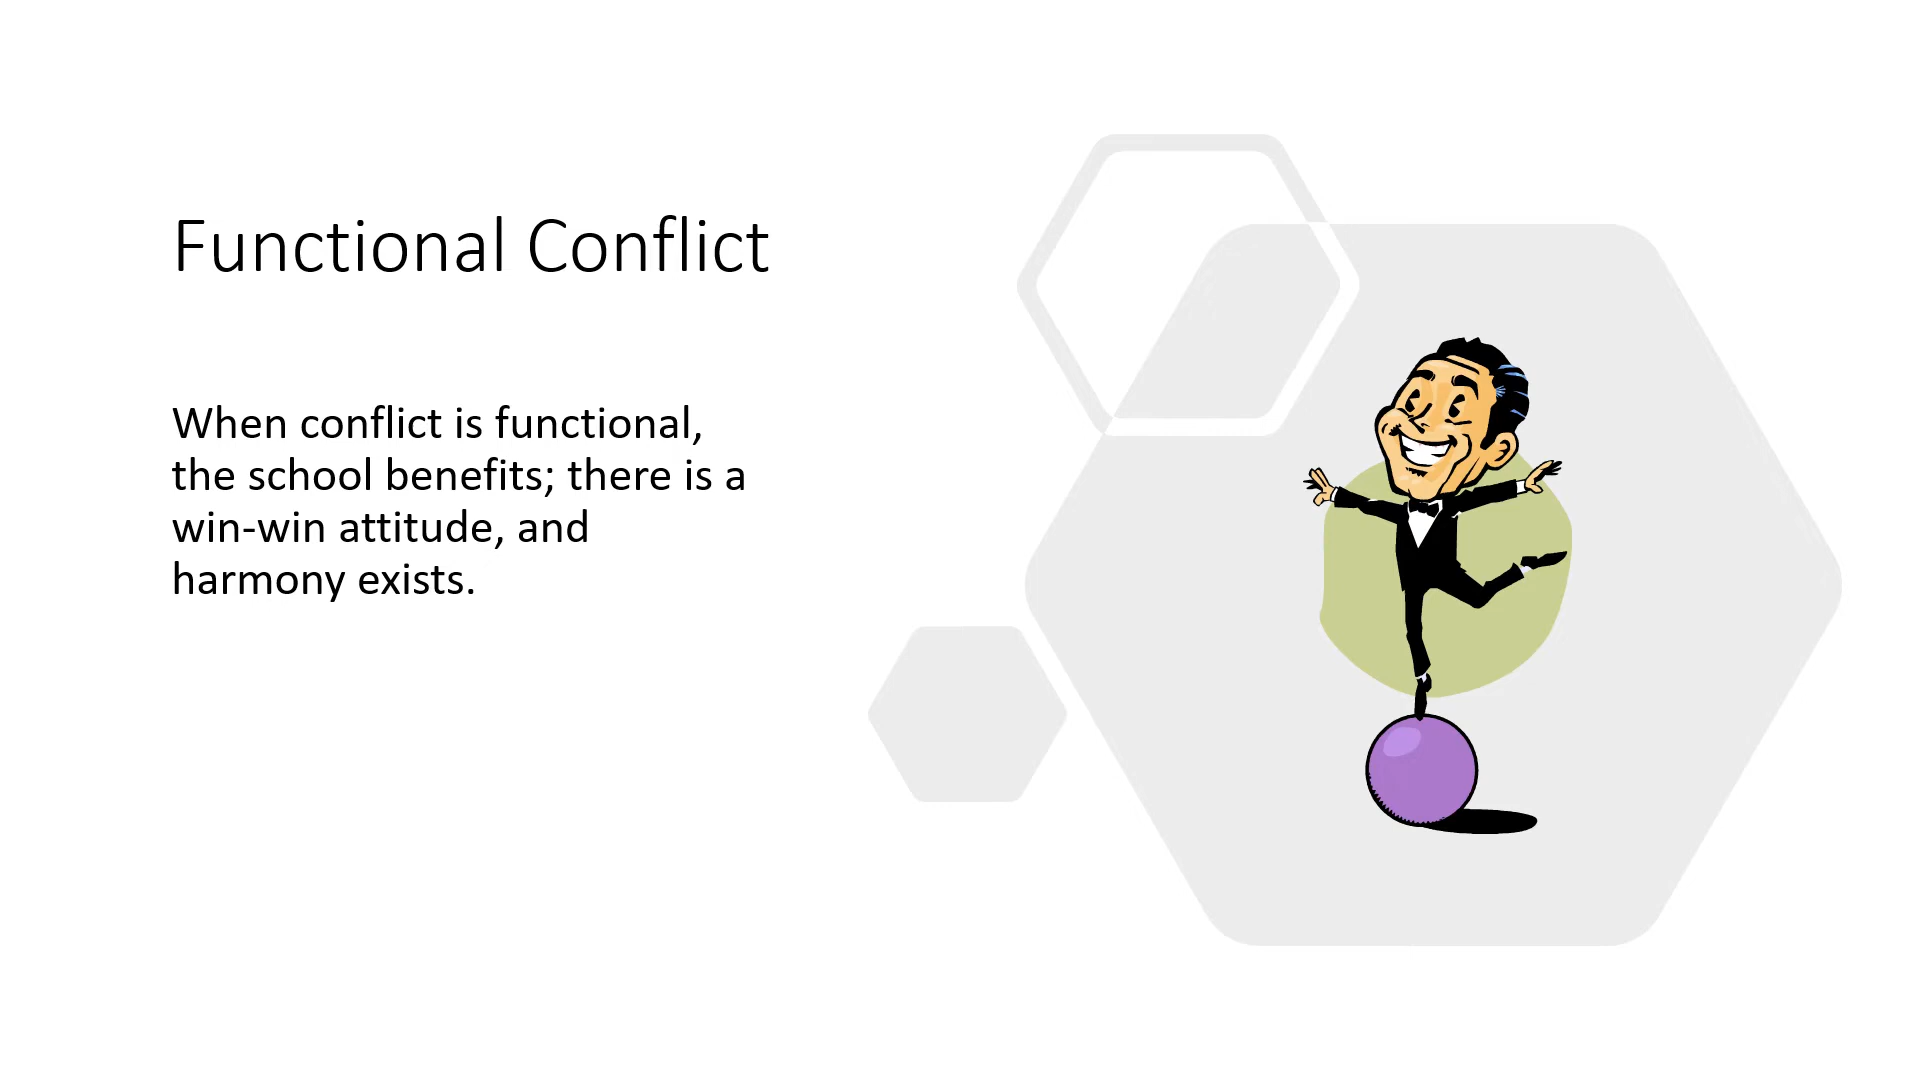 Functional Conflict
When conflict is functional,
the school benefits; there is a
win-win attitude, and
harmony exists.